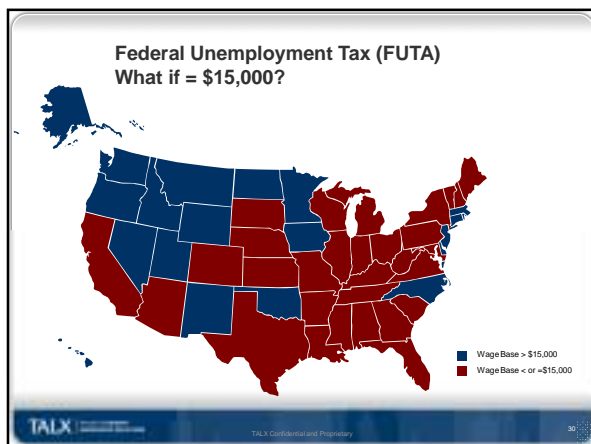 Federal Unemployment Tax (FUTA)
What if = $15,000?
Wage Base > $15,000
Wage Base < or =$15,000
TALX
TALX Confidential and Proprietary
30